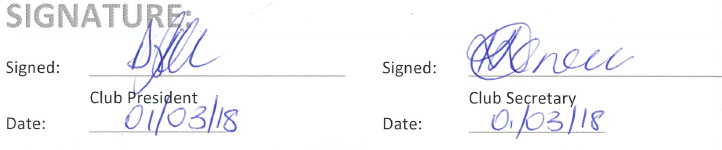 SIGNATURE:
Signed: Signed:
Club President Club Secretary
Date: 01/03/18 Date: 01/03/18